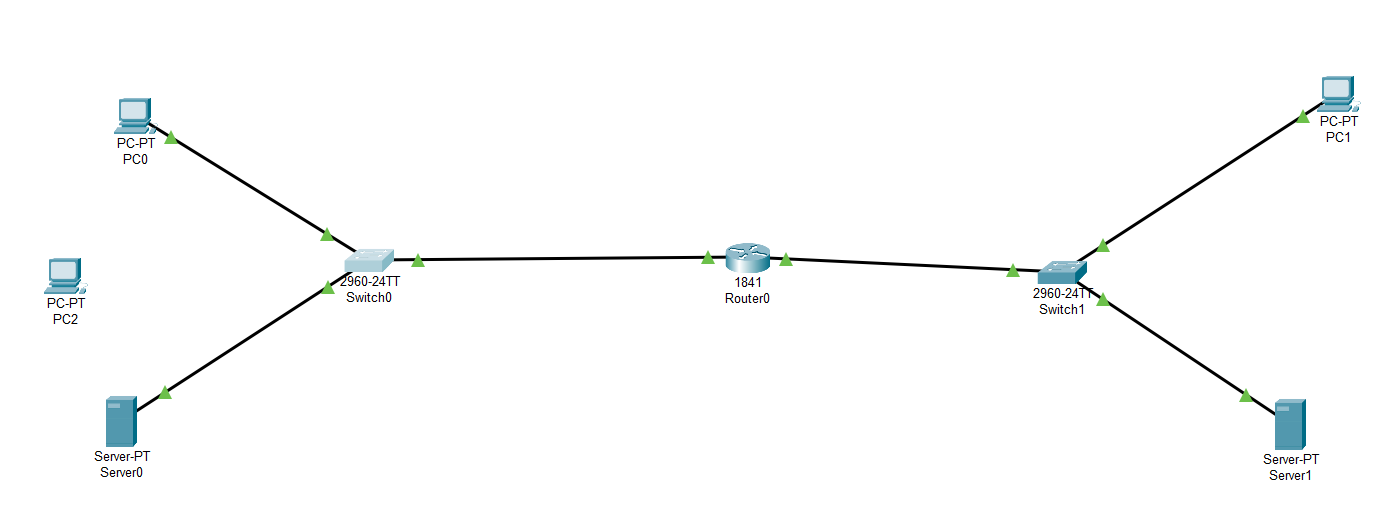 PC-PT
PC0
PC-PT
PC1
PC-PT
PC2
2960-24TT
Switch0
1841
Router0
2960-24TT
Switch1
Server-PT
Server0
Server-PT
Server1